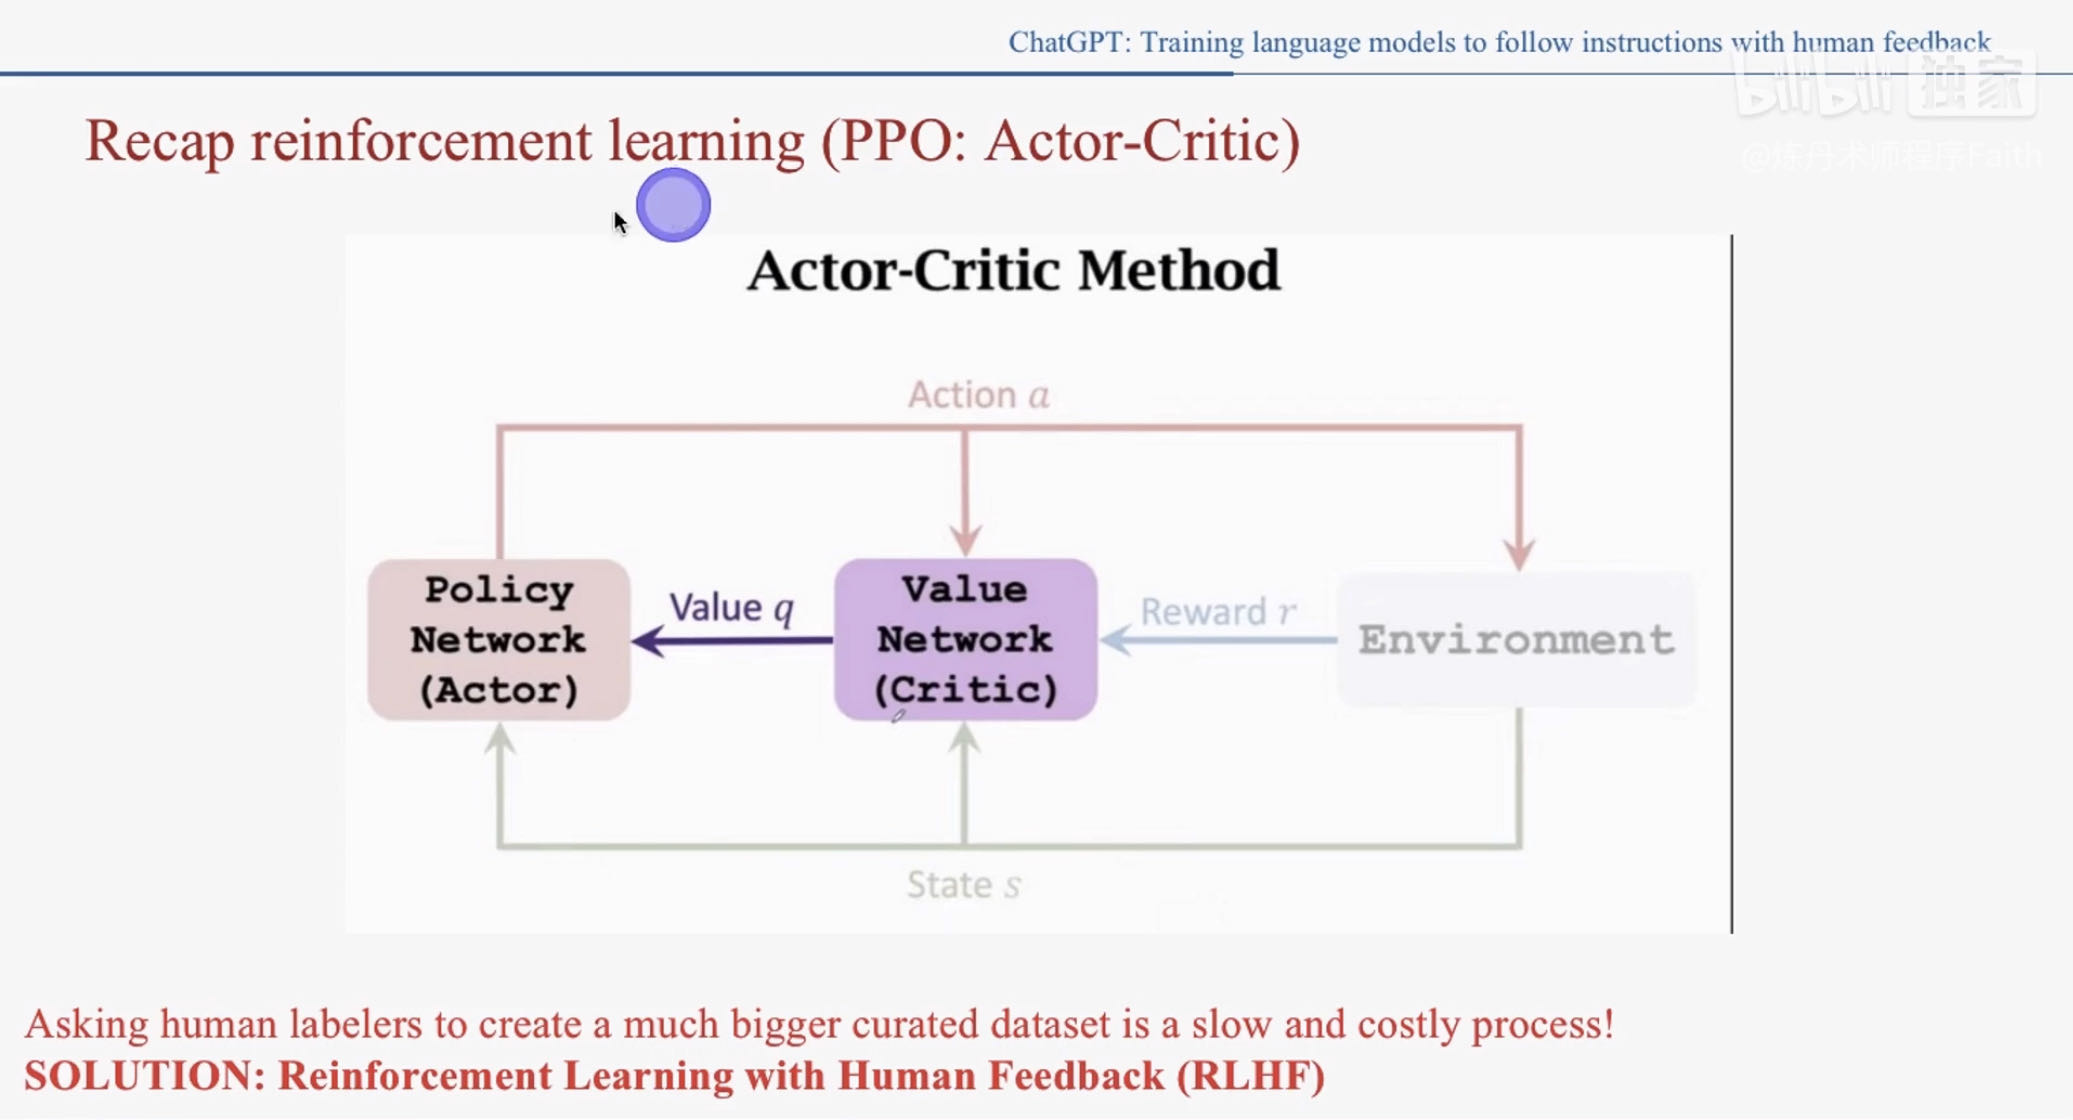 ChatGPT: Training language models to follow instructions with human feedback
bilibili 独家
@炼丹术师程序Faith
Recap reinforcement learning (PPO: Actor-Critic)
Actor-Critic Method
Action a
Policy
Network
(Actor)
Value q
Value
Network
(Critic)
Reward r
Environment
State s
Asking human labelers to create a much bigger curated dataset is a slow and costly process!
SOLUTION: Reinforcement Learning with Human Feedback (RLHF)